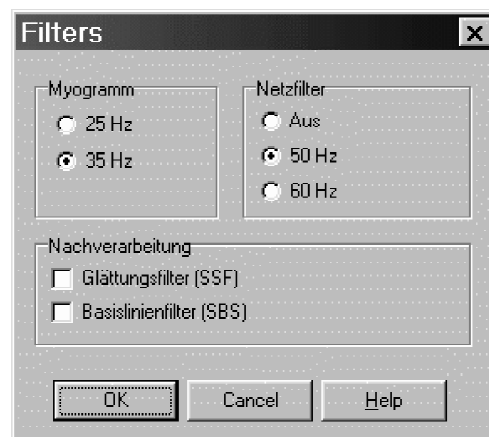 Filters
Myogramm
25 Hz
35 Hz
Netzfilter
Aus
50 Hz
60 Hz
Nachverarbeitung
Glättungsfilter (SSF)
Basislinienfilter (SBS)
OK
Cancel
Help